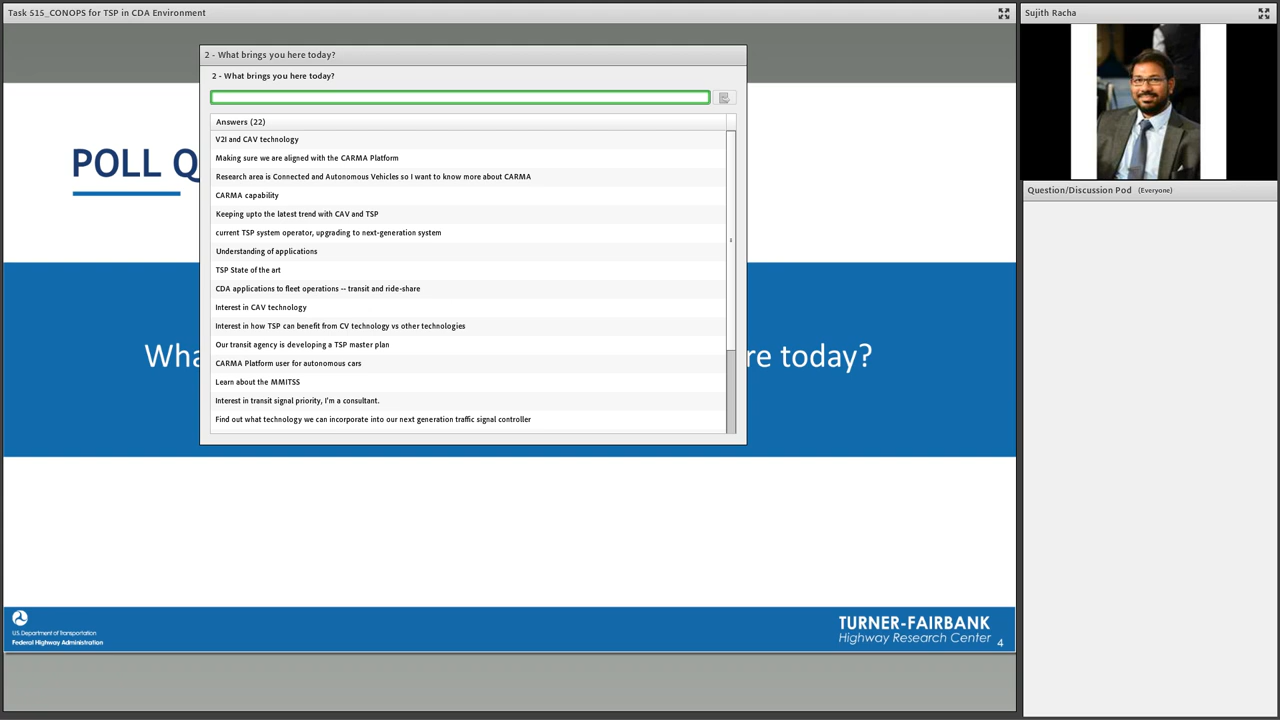 Task 515_CONOPS for TSP in CDA Environment
Sujith Racha
2 - What brings you here today?
2 - What brings you here today?
Answers (22)
V2I and CAV technology
Making sure we are aligned with the CARMA Platform
Research area is Connected and Autonomous Vehicles so I want to know more about CARMA
CARMA capability
Keeping upto the latest trend with CAV and TSP
current TSP system operator, upgrading to next-generation system
Understanding of applications
TSP State of the art
CDA applications to fleet operations -- transit and ride-share
Interest in CAV technology
Interest in how TSP can benefit from CV technology vs other technologies
Our transit agency is developing a TSP master plan
CARMA Platform user for autonomous cars
Learn about the MMITSS
Interest in transit signal priority, I'm a consultant.
Find out what technology we can incorporate into our next generation traffic signal controller
POLL Q
Wha re today?
Question/Discussion Pod (Everyone)
U.S. Department of Transportation
Federal Highway Administration
TURNER-FAIRBANK
Highway Research Center
4